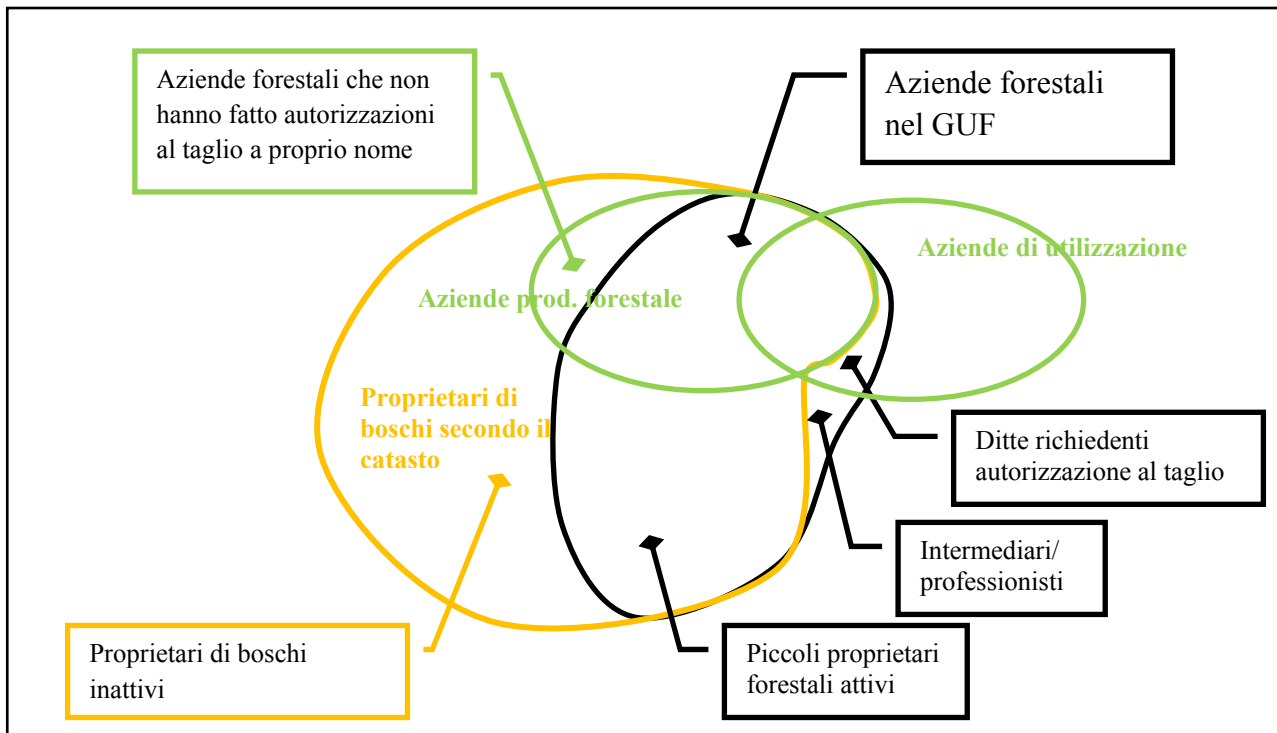 Aziende forestali che non
hanno fatto autorizzazioni
al taglio a proprio nome
Aziende forestali
nel GUF
Aziende di utilizzazione
Aziende prod. forestale
Proprietari di
boschi secondo il
catasto
Ditte richiedenti
autorizzazione al taglio
Intermediari/
professionisti
Proprietari di boschi
inattivi
Piccoli proprietari
forestali attivi